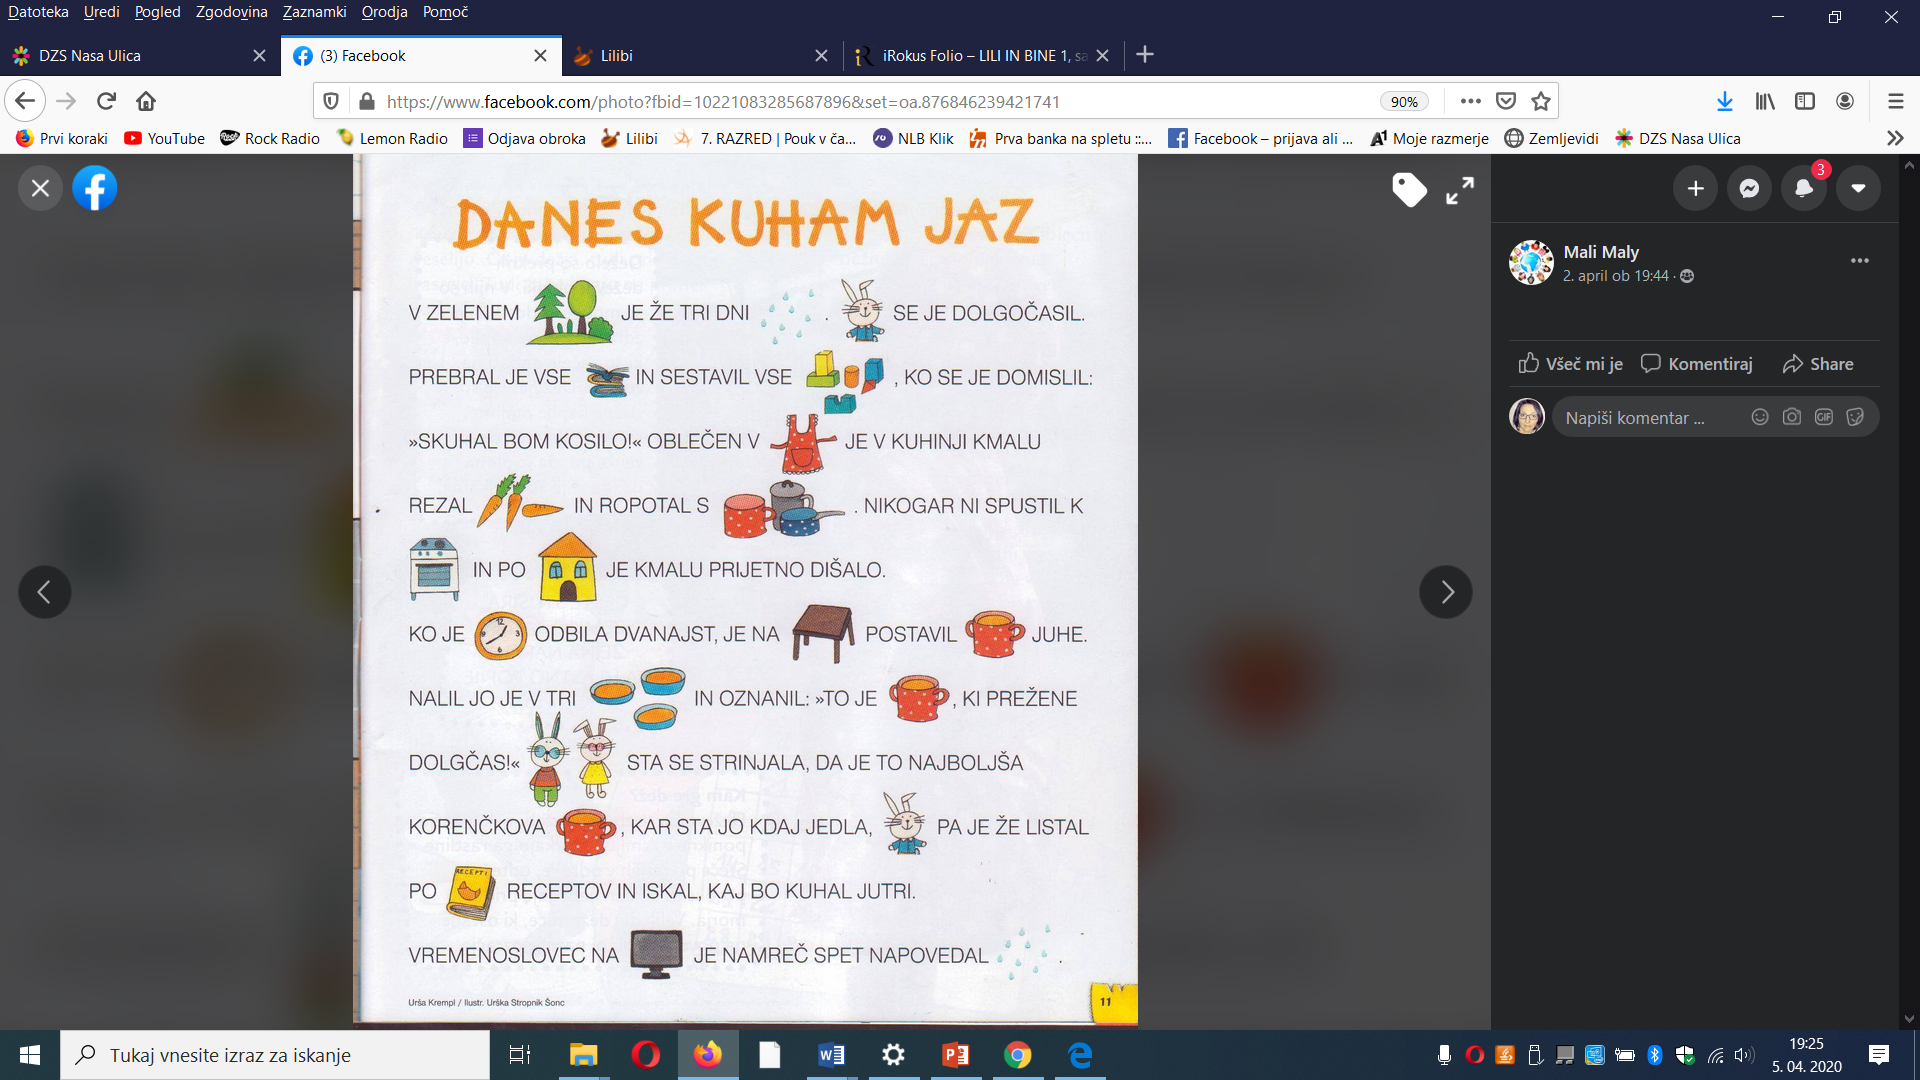 Datoteka Uredi Pogled Zgodovina Zaznamki Orodja Pomoč
DZS Nasa Ulica
(3) Facebook
Lilibi
iRokus Folio – LILI IN BINE 1, sa
https://www.facebook.com/photo?fbid=10221083285687896&set=oa.876846239421741
90%
Prvi koraki YouTube Rock Radio Lemon Radio Odjava obroka Lilibi 7. RAZRED | Pouk v ča... NLB Klik Prva banka na spletu ::... Facebook – prijava ali ... Moje razmerje Zemljevidi DZS Nasa Ulica
DANES KUHAM JAZ
V ZELENEM JE ŽE TRI DNI . SE JE DOLGOČASIL.
PREBRAL JE VSE IN SESTAVIL VSE , KO SE JE DOMISLIL:
»SKUHAL BOM KOSILO!« OBLEČEN V JE V KUHINJI KMALU
REZAL IN ROPOTAL S . NIKOGAR NI SPUSTIL K
IN PO JE KMALU PRIJETNO DIŠALO.
KO JE ODBILA DVANAJST, JE NA POSTAVIL JUHE.
NALIL JO JE V TRI IN OZNANIL: »TO JE , KI PREŽENE
DOLGČAS!« STA SE STRINJALA, DA JE TO NAJBOLJŠA
KORENČKOVA , KAR STA JO KDAJ JEDLA, PA JE ŽE LISTAL
PO RECEPTI RECEPTOV IN ISKAL, KAJ BO KUHAL JUTRI.
VREMENOSLOVEC NA JE NAMREČ SPET NAPOVEDAL .
Urša Krempl / Ilustr. Urška Stropnik Šonc
11
3
Mali Maly
2. april ob 19:44 ·
Všeč mi je Komentiraj Share
Napiši komentar ...
GIF
Tukaj vnesite izraz za iskanje
19:25
5. 04. 2020